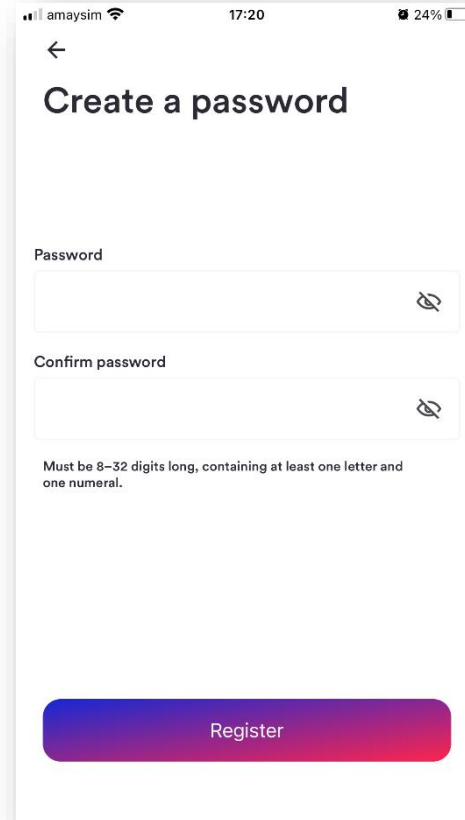 amaysim 17:20 24%
Create a password
Password
Confirm password
Must be 8–32 digits long, containing at least one letter and
one numeral.
Register